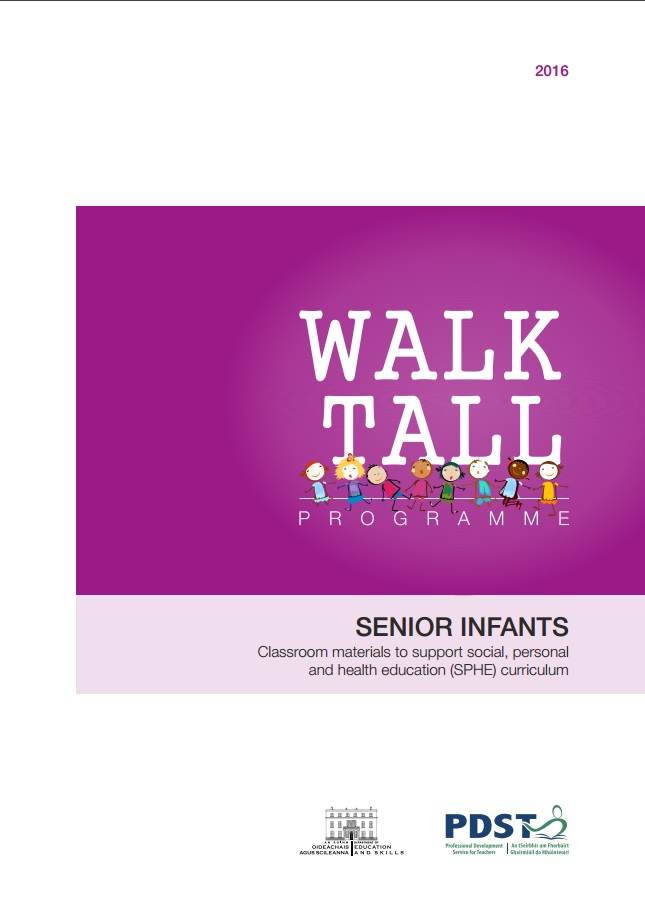 2016
WALK
TALL
PROGRAMME
SENIOR INFANTS
Classroom materials to support social, personal
and health education (SPHE) curriculum
AN ROINN | DEPARTMENT OF
OIDEACHAIS | EDUCATION
AGUS SCILEANNA | AND SKILLS
PDST
Professional Development | An tSeirbhís um Fhorbairt
Service for Teachers | Ghairmiúil do Mhúinteoirí